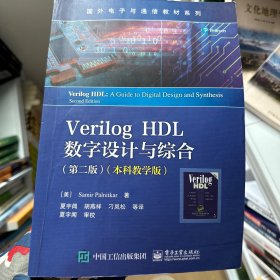 国外电子与通信教材系列
Pearson
Verilog HDL: A Guide to Digital Design and Synthesis
Second Edition
Verilog HDL
数字设计与综合
（第二版）（本科教学版）
[美] Samir Palnitkar 著
夏宇闻 胡燕祥 刁岚松 等译
夏宇闻 审校
Verilog
HDL
中国工信出版集团
电子工业出版社